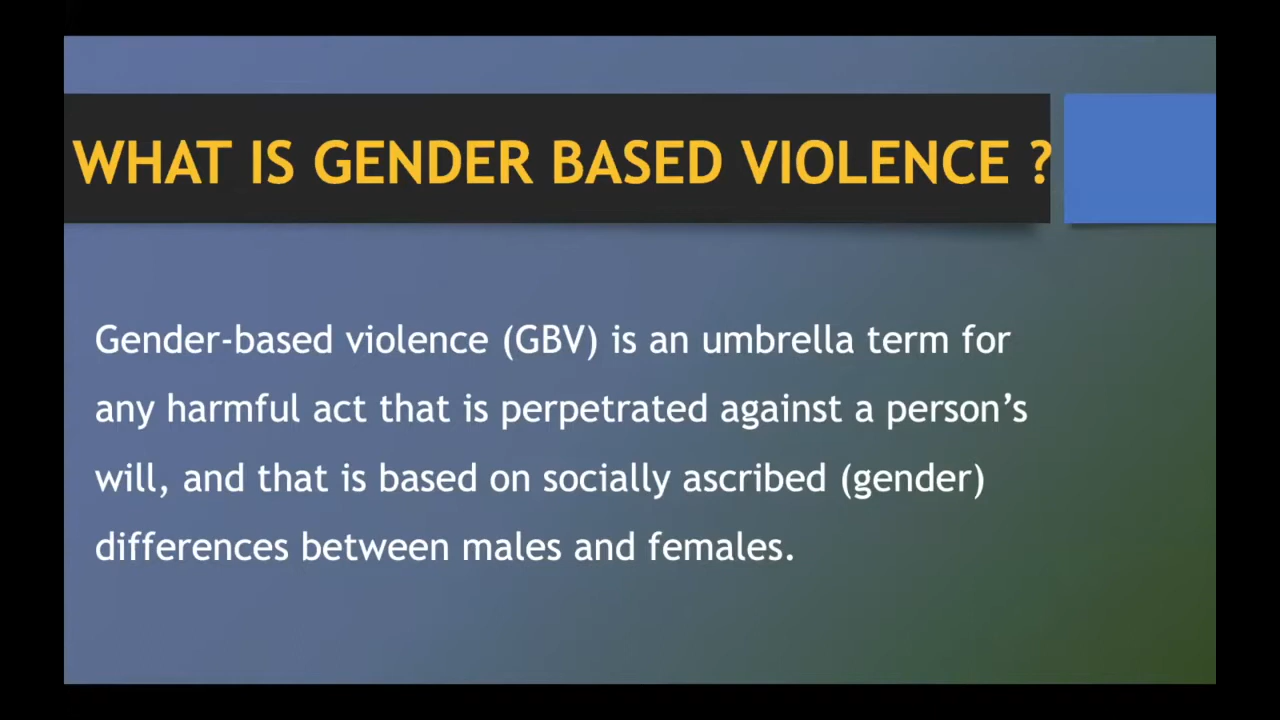 WHAT IS GENDER BASED VIOLENCE ?
Gender-based violence (GBV) is an umbrella term for
any harmful act that is perpetrated against a person’s
will, and that is based on socially ascribed (gender)
differences between males and females.